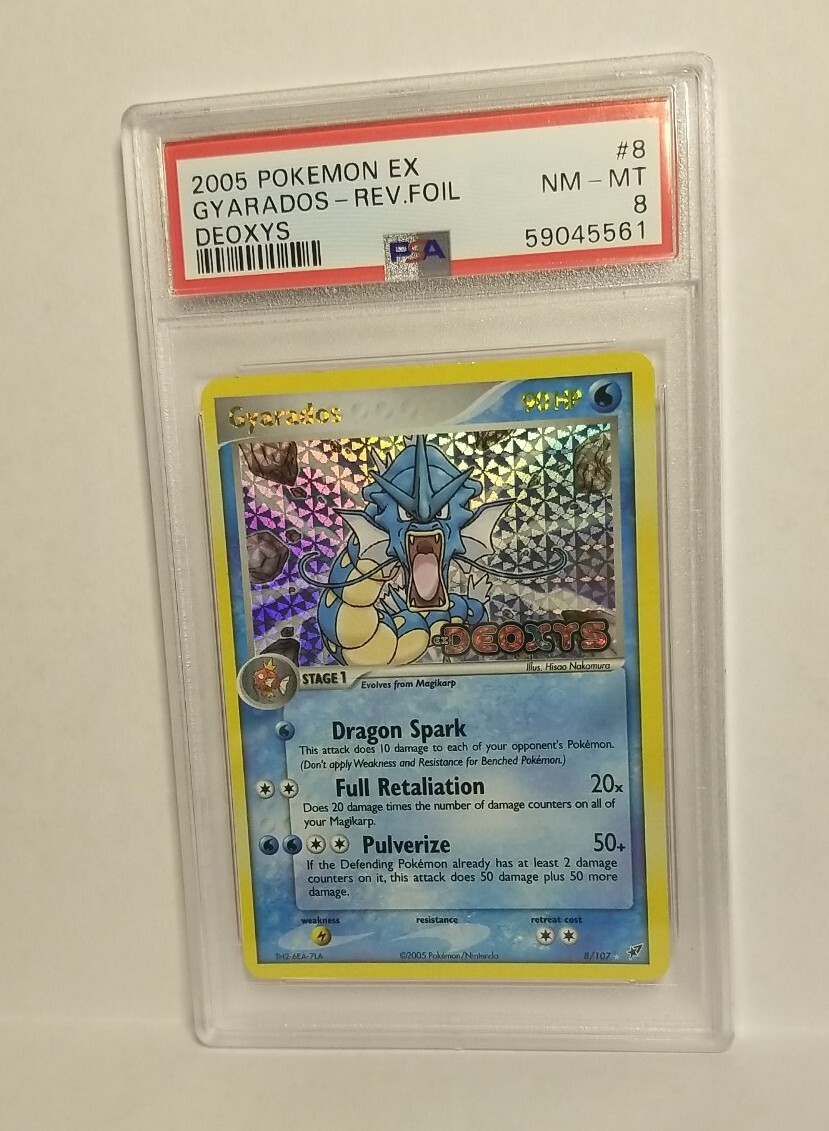 2005 POKEMON EX
#8
GYARADOS-REV.FOIL
NM-MT
DEOXYS
8
PSA
59045561
Gyarados
90 HP
EX DEOXYS
Illus. Hisao Nakamura
STAGE 1
Evolves from Magikarp
Dragon Spark
This attack does 10 damage to each of your opponent's Pokémon.
(Don't apply Weakness and Resistance for Benched Pokémon.)
Full Retaliation 20x
Does 20 damage times the number of damage counters on all of
your Magikarp.
Pulverize 50+
If the Defending Pokémon already has at least 2 damage
counters on it, this attack does 50 damage plus 50 more
damage.
weakness resistance retreat cost
TH2-6EA-7LA ©2005 Pokémon/Nintendo 8/107